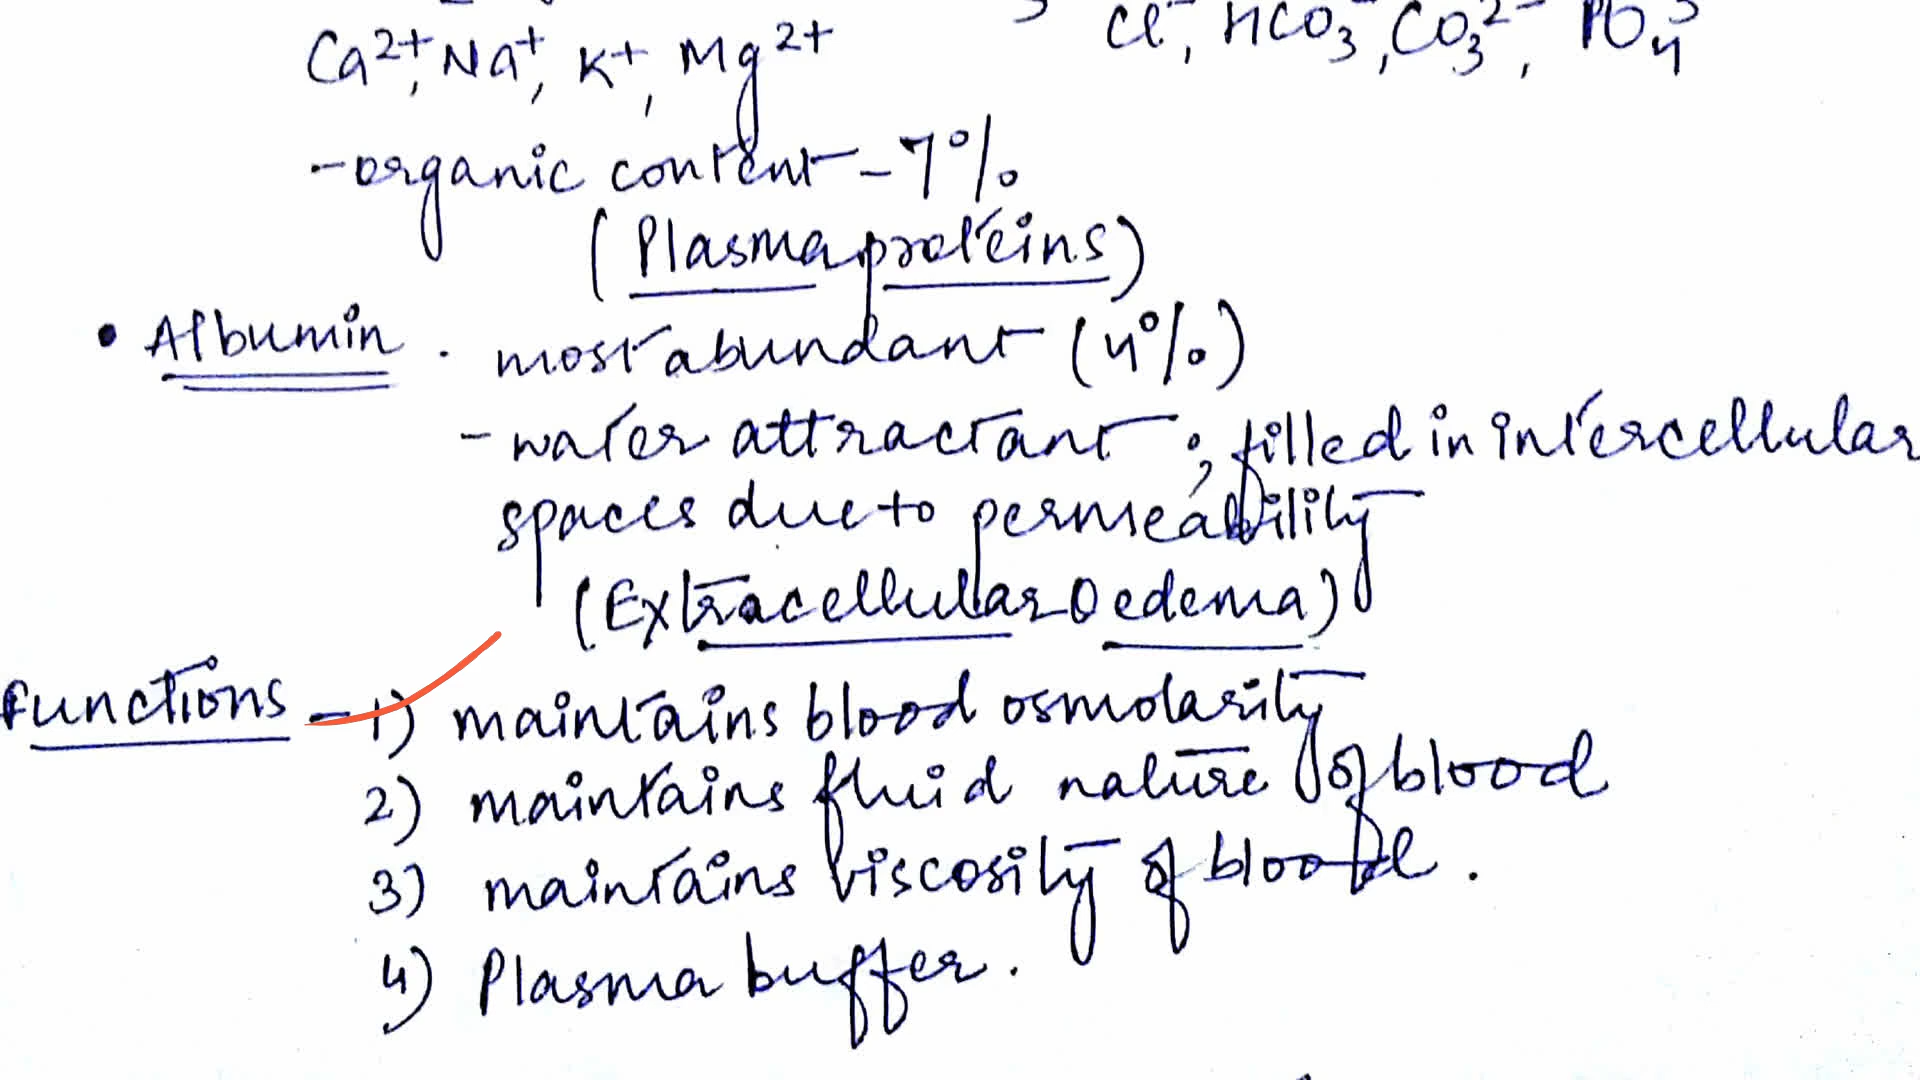 Ca²⁺, Na⁺, K⁺, Mg²⁺
Cl⁻, HCO₃⁻, CO₃²⁻, PO₄³⁻
- organic content - 7%
(Plasma proteins)
• Albumin . most abundant (4%)
- water attractant ; filled in intercellular
spaces due to permeability
(Extracellular Oedema)
Functions - 1) maintains blood osmolarity
2) maintains fluid nature of blood
3) maintains viscosity of blood.
4) Plasma buffer.